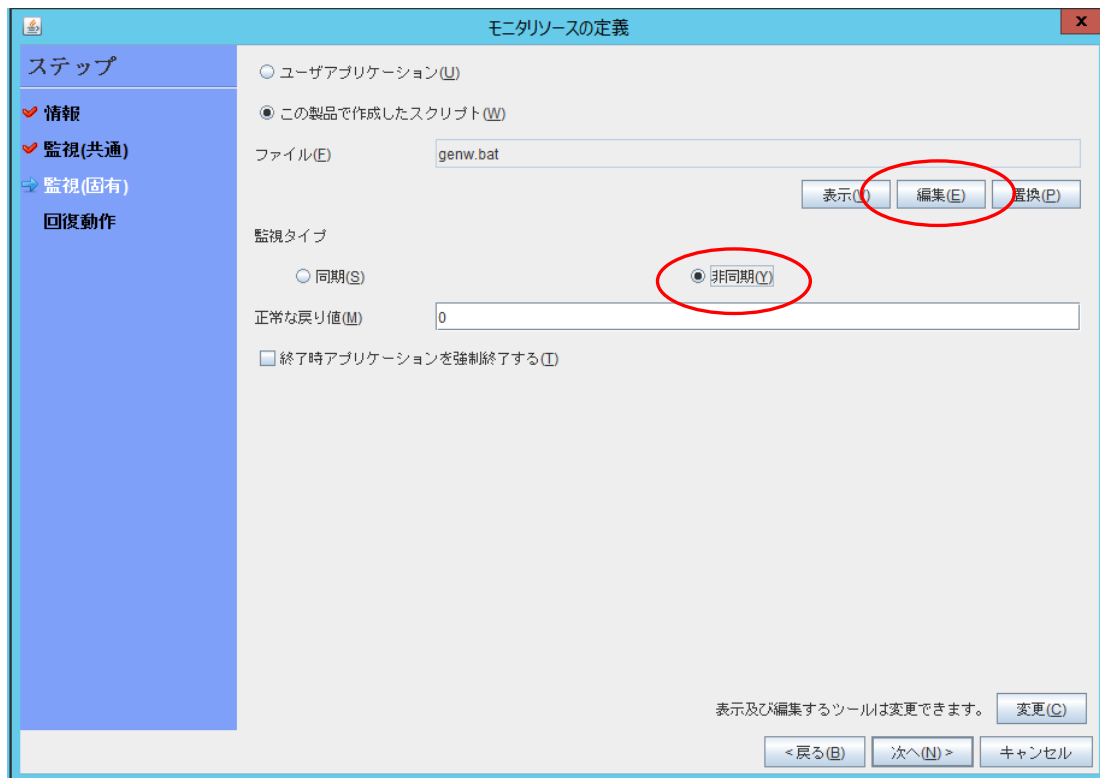 モニタリソースの定義
x
ステップ
情報
監視(共通)
監視(固有)
回復動作
ユーザアプリケーション(U)
この製品で作成したスクリプト(W)
ファイル(F) genw.bat
表示(V) 編集(E) 置換(P)
監視タイプ
同期(S) 非同期(Y)
正常な戻り値(M) 0
終了時アプリケーションを強制終了する(T)
表示及び編集するツールは変更できます。 変更(C)
<戻る(B) 次へ(N)> キャンセル